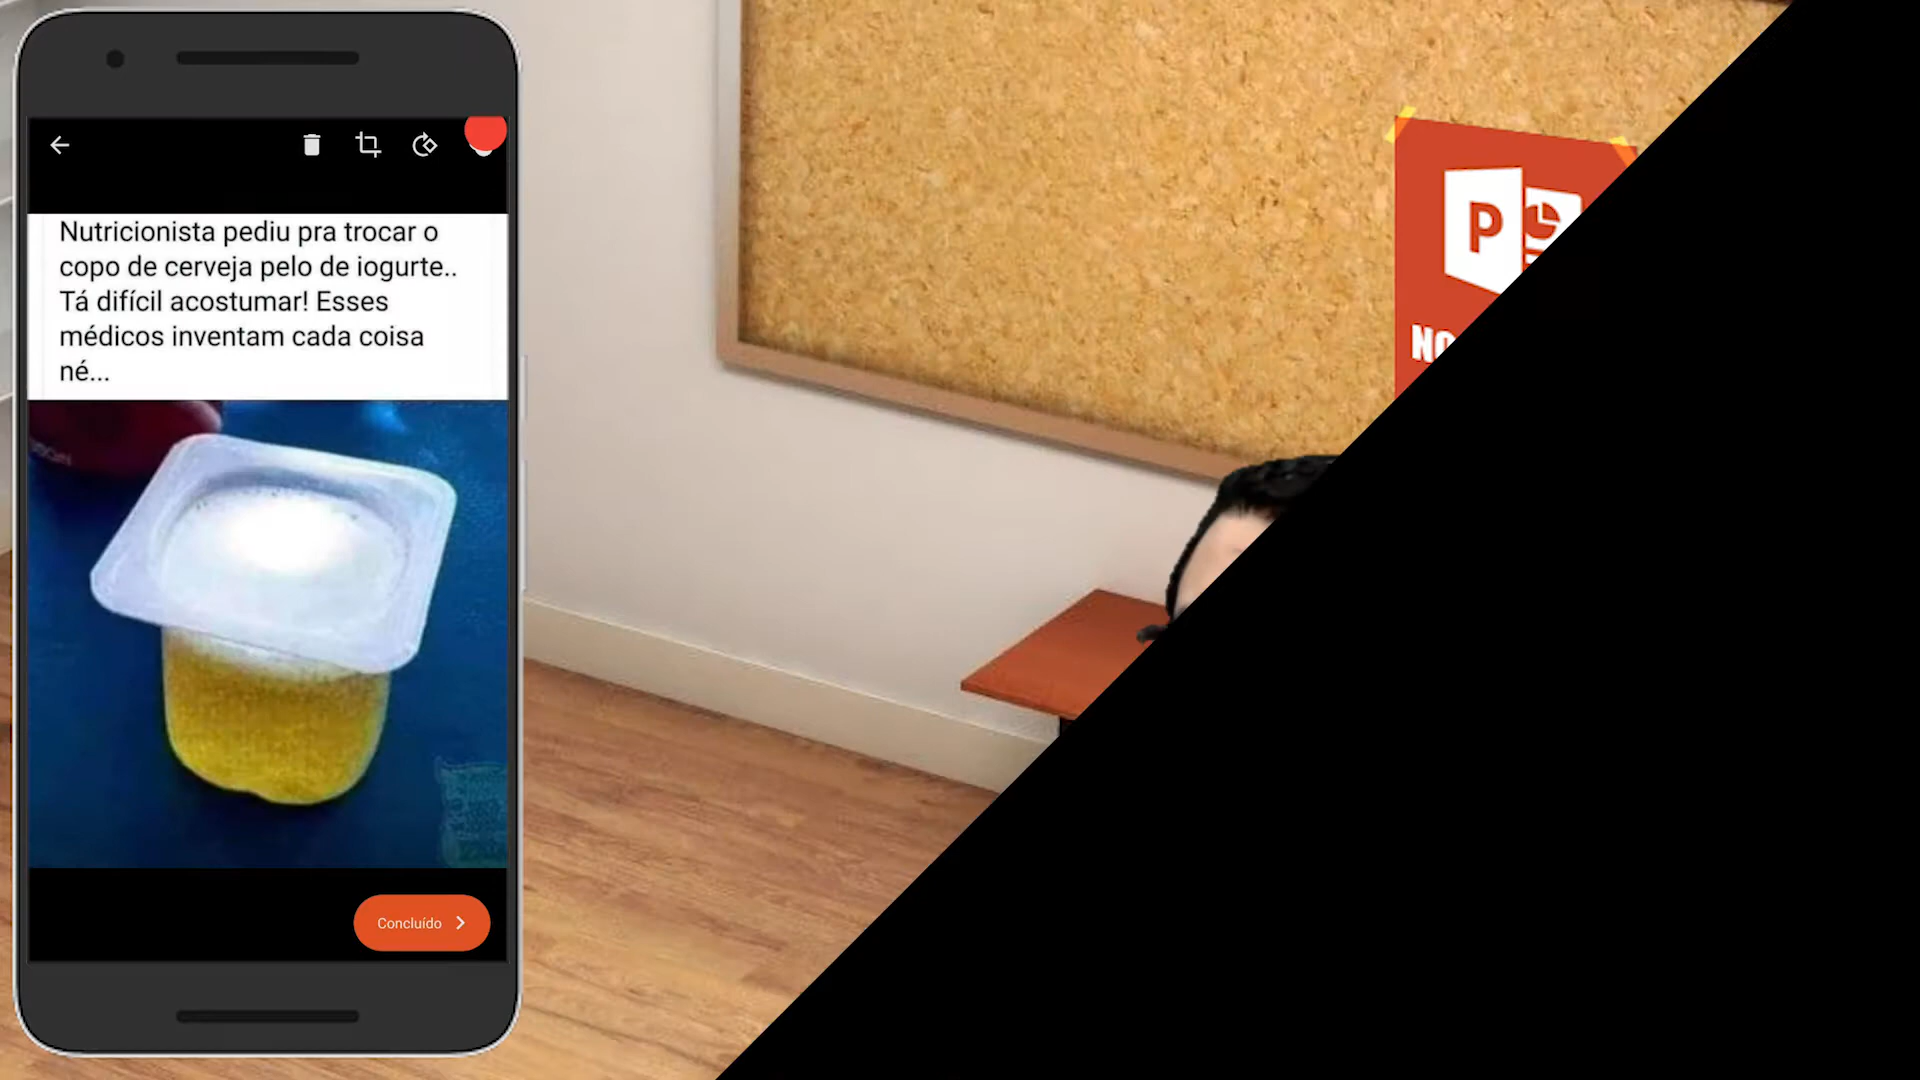 Nutricionista pediu pra trocar o
copo de cerveja pelo de iogurte..
Tá difícil acostumar! Esses
médicos inventam cada coisa
né...
Concluído
P
NO